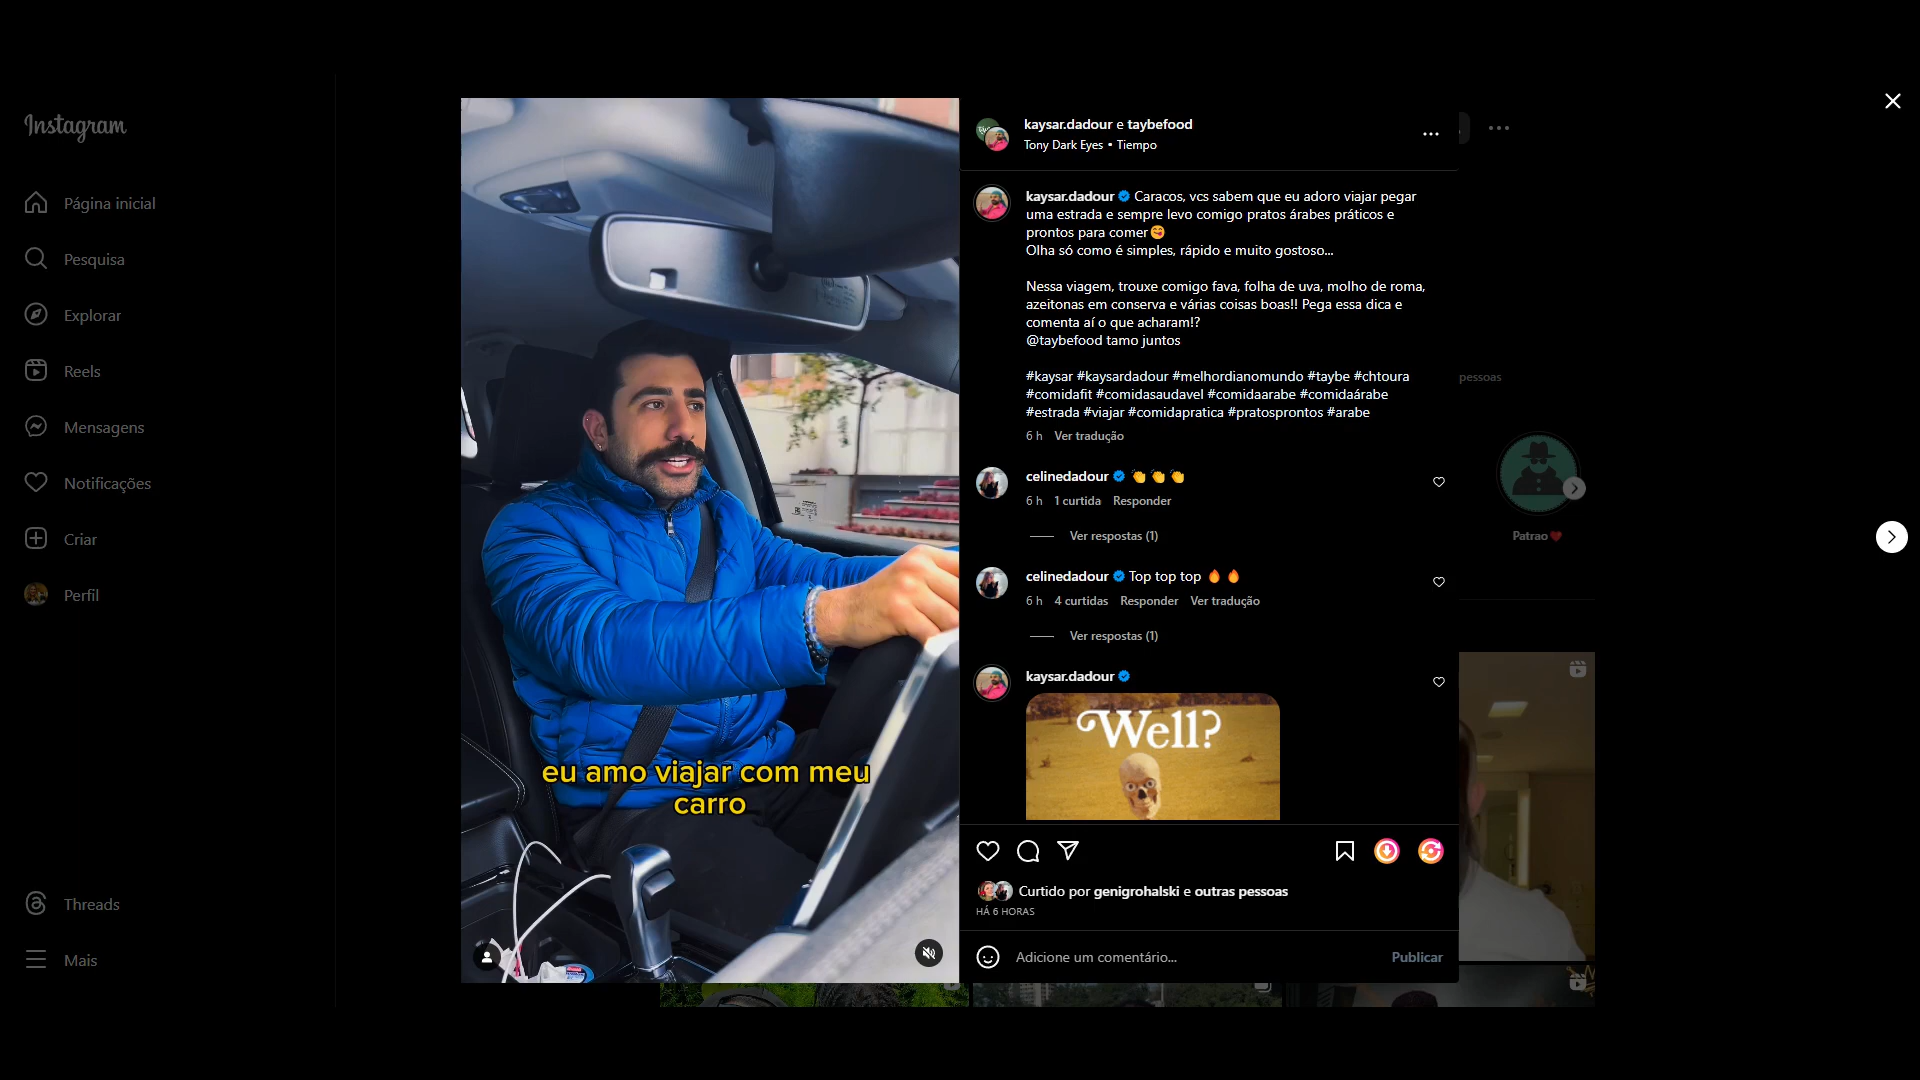 Instagram
Página inicial
Pesquisa
Explorar
Reels
Mensagens
Notificações
Criar
Perfil
Threads
Mais
eu amo viajar com meu
carro
kaysar.dadour e taybefood
Tony Dark Eyes • Tiempo
kaysar.dadour Caracos, vcs sabem que eu adoro viajar pegar
uma estrada e sempre levo comigo pratos árabes práticos e
prontos para comer😋
Olha só como é simples, rápido e muito gostoso...
Nessa viagem, trouxe comigo fava, folha de uva, molho de roma,
azeitonas em conserva e várias coisas boas!! Pega essa dica e
comenta aí o que acharam!?
@taybefood tamo juntos
#kaysar #kaysardadour #melhordianomundo #taybe #chtoura
#comidafit #comidasaudavel #comidaarabe #comidaárabe
#estrada #viajar #comidapratica #pratosprontos #arabe
6 h Ver tradução
celinedadour 👏👏👏
6 h 1 curtida Responder
Ver respostas (1)
celinedadour Top top top 🔥🔥
6 h 4 curtidas Responder Ver tradução
Ver respostas (1)
kaysar.dadour
Well?
Curtido por genigrohalski e outras pessoas
HÁ 6 HORAS
Adicione um comentário...
Publicar
pessoas
Patrao❤️